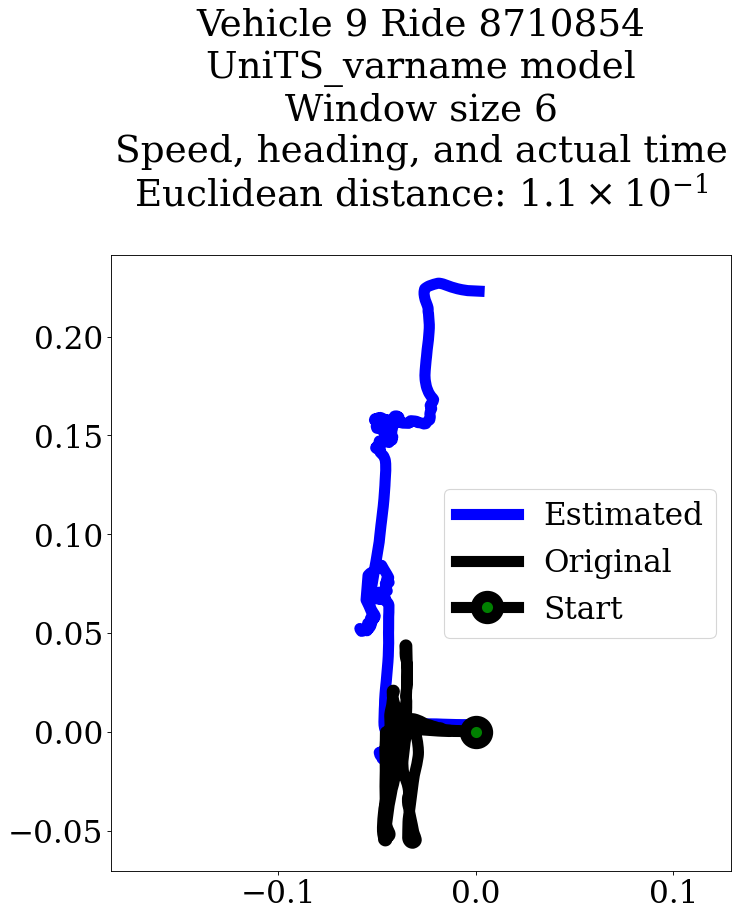 Vehicle 9 Ride 8710854
UniTS_varname model
Window size 6
Speed, heading, and actual time
Euclidean distance: 1.1 × 10⁻¹
0.20
0.15
0.10
0.05
0.00
−0.05
Estimated
Original
Start
−0.1
0.0
0.1